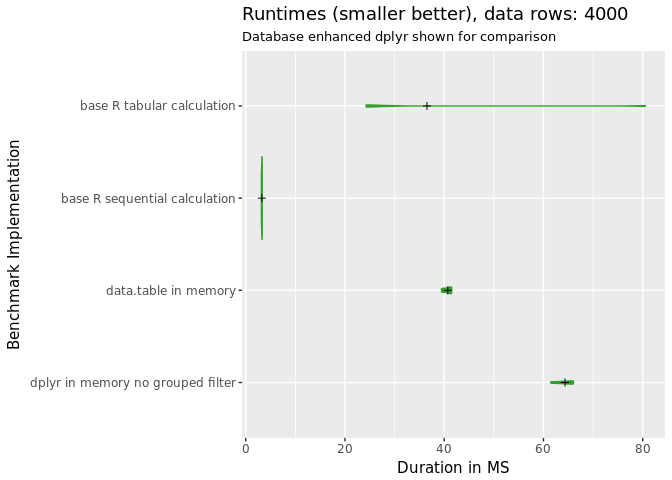 Runtimes (smaller better), data rows: 4000
Database enhanced dplyr shown for comparison
Benchmark Implementation
base R tabular calculation
base R sequential calculation
data.table in memory
dplyr in memory no grouped filter
0 20 40 60 80
Duration in MS